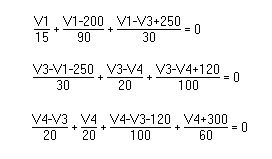 V1/15 + V1-200/90 + V1-V3+250/30 = 0
V3-V1-250/30 + V3-V4/20 + V3-V4+120/100 = 0
V4-V3/20 + V4/20 + V4-V3-120/100 + V4+300/60 = 0